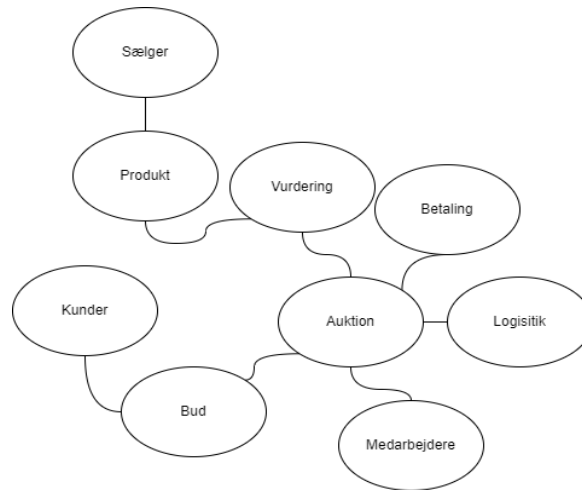 Sælger
Produkt
Vurdering
Betaling
Kunder
Auktion
Logisitik
Bud
Medarbejdere